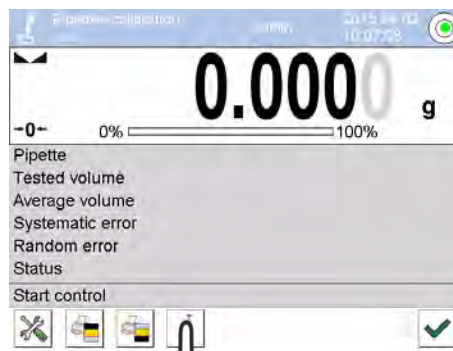 Pipettes calibration
Admin
2015.04.02
10:07:08
0.0000 g
→0←
0% 100%
Pipette
Tested volume
Average volume
Systematic error
Random error
Status
Start control